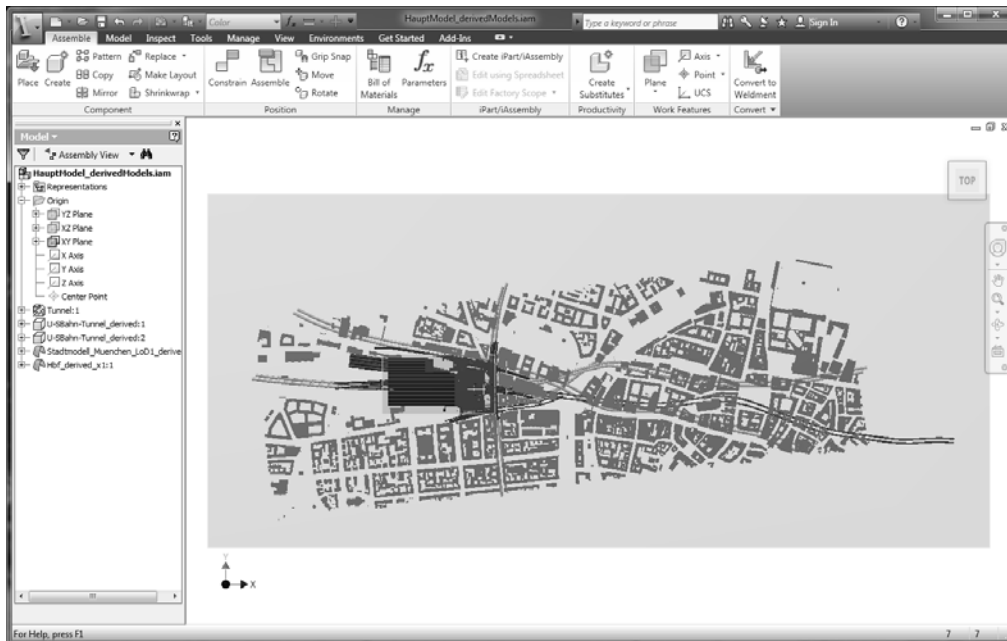 Color
HauptModel_derivedModels.iam
Type a keyword or phrase
Sign In
Assemble Model Inspect Tools Manage View Environments Get Started Add-Ins
Place
Create
Pattern
Copy
Mirror
Replace
Make Layout
Shrinkwrap
Component
Constrain
Assemble
Grip Snap
Move
Rotate
Position
Bill of
Materials
Parameters
Manage
Create iPart/iAssembly
Edit using Spreadsheet
Edit Factory Scope
iPart/iAssembly
Create
Substitutes
Productivity
Plane
Axis
Point
UCS
Work Features
Convert to
Weldment
Convert
Model
Assembly View
HauptModel_derivedModels.iam
Representations
Origin
YZ Plane
XZ Plane
XY Plane
X Axis
Y Axis
Z Axis
Center Point
Tunnel:1
U-SBahn-Tunnel_derived:1
U-SBahn-Tunnel_derived:2
Stadtmodell_Muenchen_LoD1_derive
Hbf_derived_x1:1
TOP
Y
X
For Help, press F1
7 7